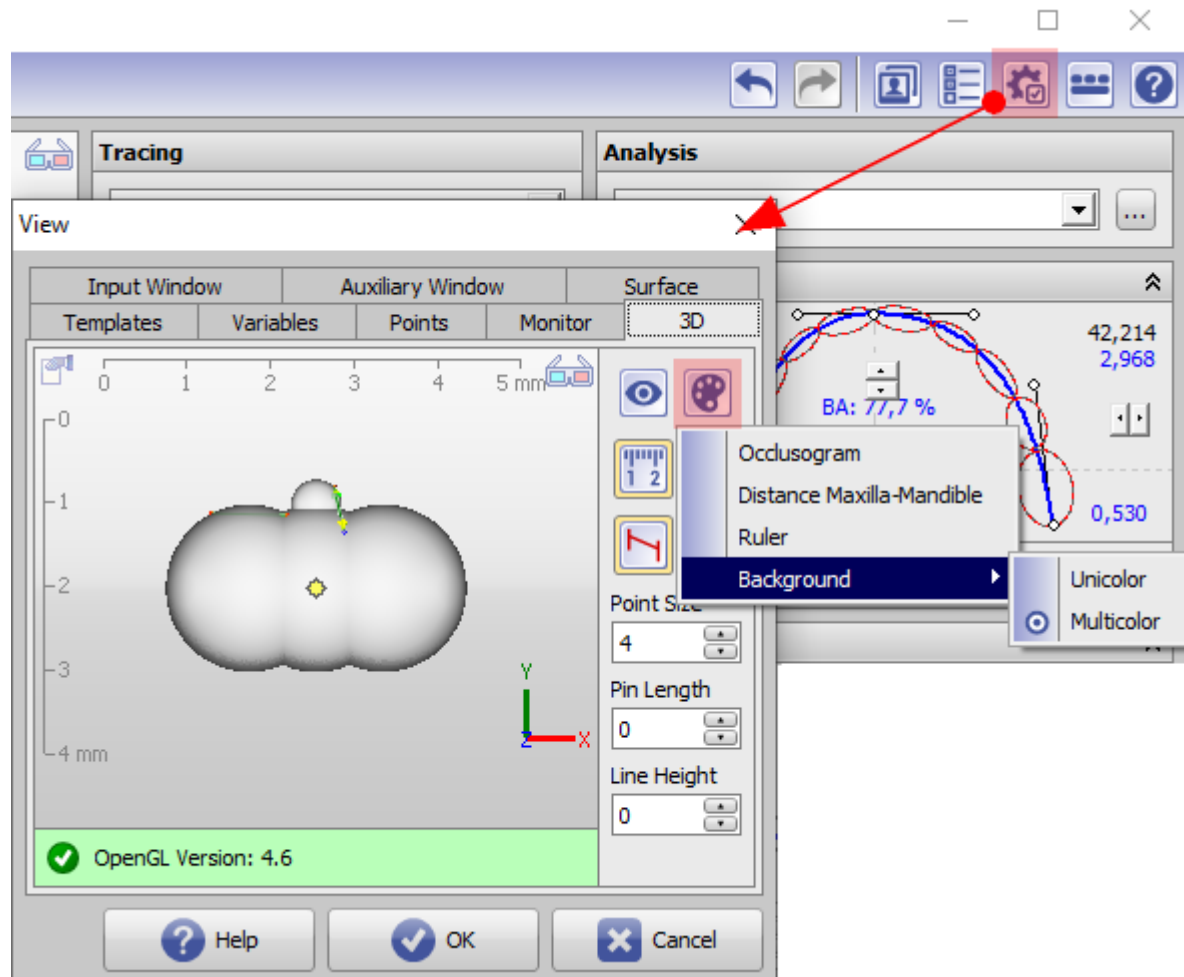 Tracing
Analysis
...
View
Input Window
Auxiliary Window
Surface
Templates
Variables
Points
Monitor
3D
42,214
2,968
BA: 77,7 %
0,530
0 1 2 3 4 5 mm
0
1
2
3
4 mm
1 2
Occlusogram
Distance Maxilla-Mandible
Ruler
Background
Unicolor
Multicolor
Point Size
4
Pin Length
0
Line Height
0
Y
Z
X
OpenGL Version: 4.6
Help
OK
Cancel